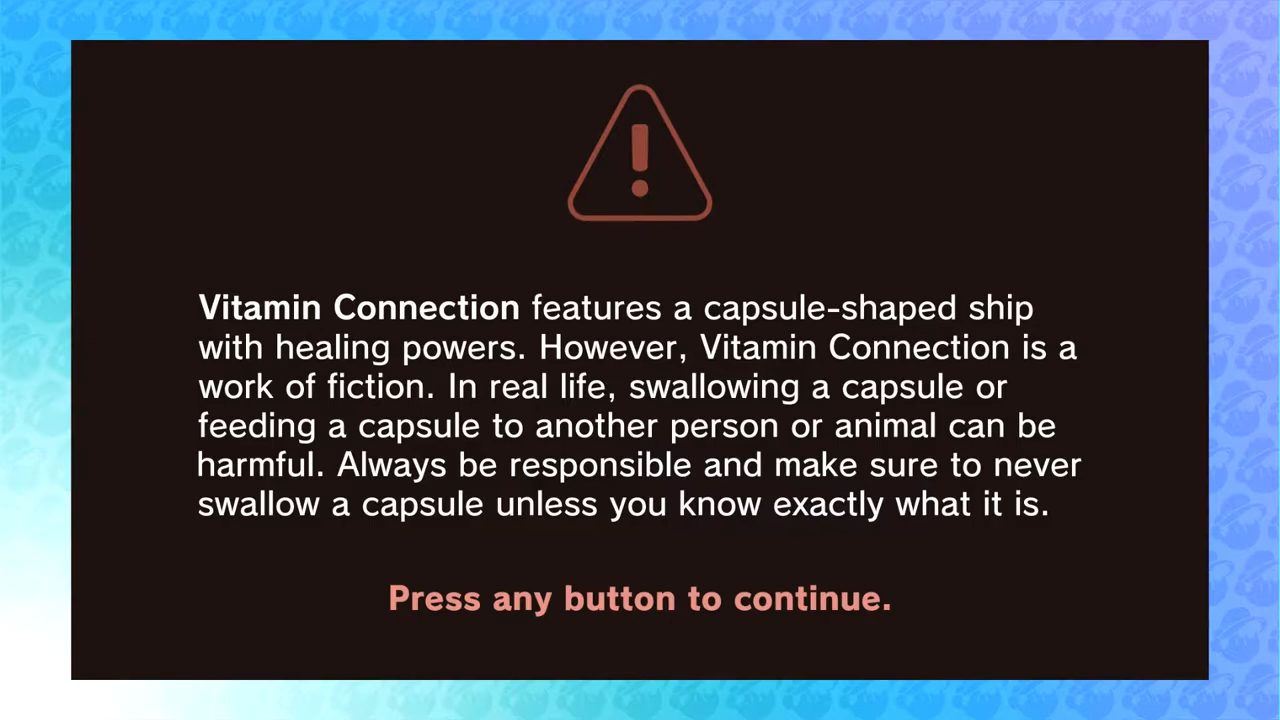 Vitamin Connection features a capsule-shaped ship
with healing powers. However, Vitamin Connection is a
work of fiction. In real life, swallowing a capsule or
feeding a capsule to another person or animal can be
harmful. Always be responsible and make sure to never
swallow a capsule unless you know exactly what it is.
Press any button to continue.